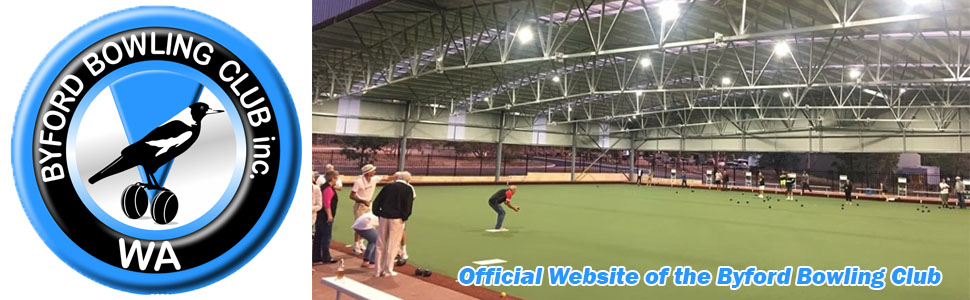 BYFORD BOWLING CLUB inc.
WA
Official Website of the Byford Bowling Club